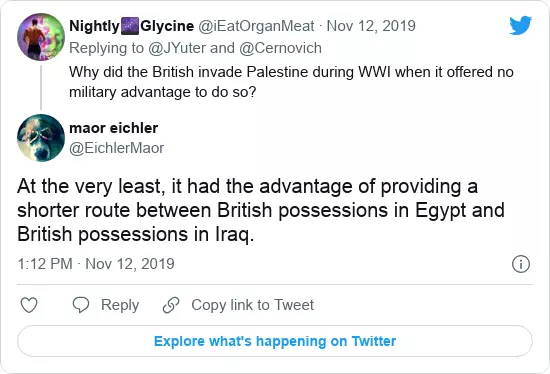 Nightly🌌Glycine @iEatOrganMeat · Nov 12, 2019
Replying to @JYuter and @Cernovich
Why did the British invade Palestine during WWI when it offered no
military advantage to do so?
maor eichler
@EichlerMaor
At the very least, it had the advantage of providing a
shorter route between British possessions in Egypt and
British possessions in Iraq.
1:12 PM · Nov 12, 2019
Reply
Copy link to Tweet
Explore what's happening on Twitter